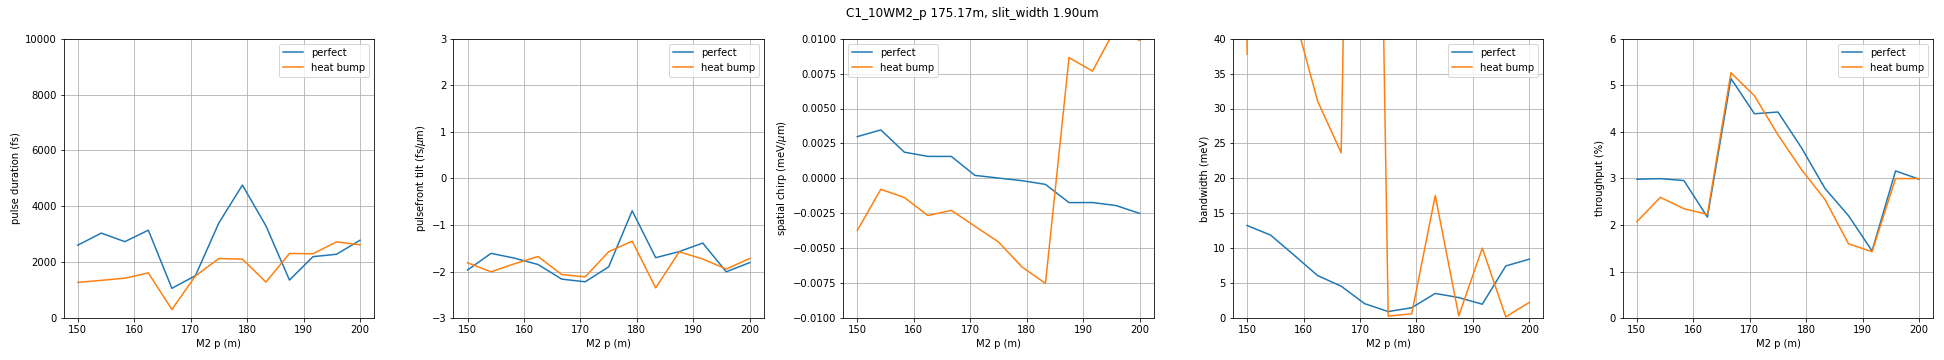 C1_10WM2_p 175.17m, slit_width 1.90um
pulse duration (fs)
10000
8000
6000
4000
2000
0
perfect
heat bump
150 160 170 180 190 200
M2 p (m)
pulsefront tilt (fs/μm)
3
2
1
0
−1
−2
−3
perfect
heat bump
150 160 170 180 190 200
M2 p (m)
spatial chirp (meV/μm)
0.0100
0.0075
0.0050
0.0025
0.0000
−0.0025
−0.0050
−0.0075
−0.0100
perfect
heat bump
150 160 170 180 190 200
M2 p (m)
bandwidth (meV)
40
35
30
25
20
15
10
5
0
perfect
heat bump
150 160 170 180 190 200
M2 p (m)
throughput (%)
6
5
4
3
2
1
0
perfect
heat bump
150 160 170 180 190 200
M2 p (m)